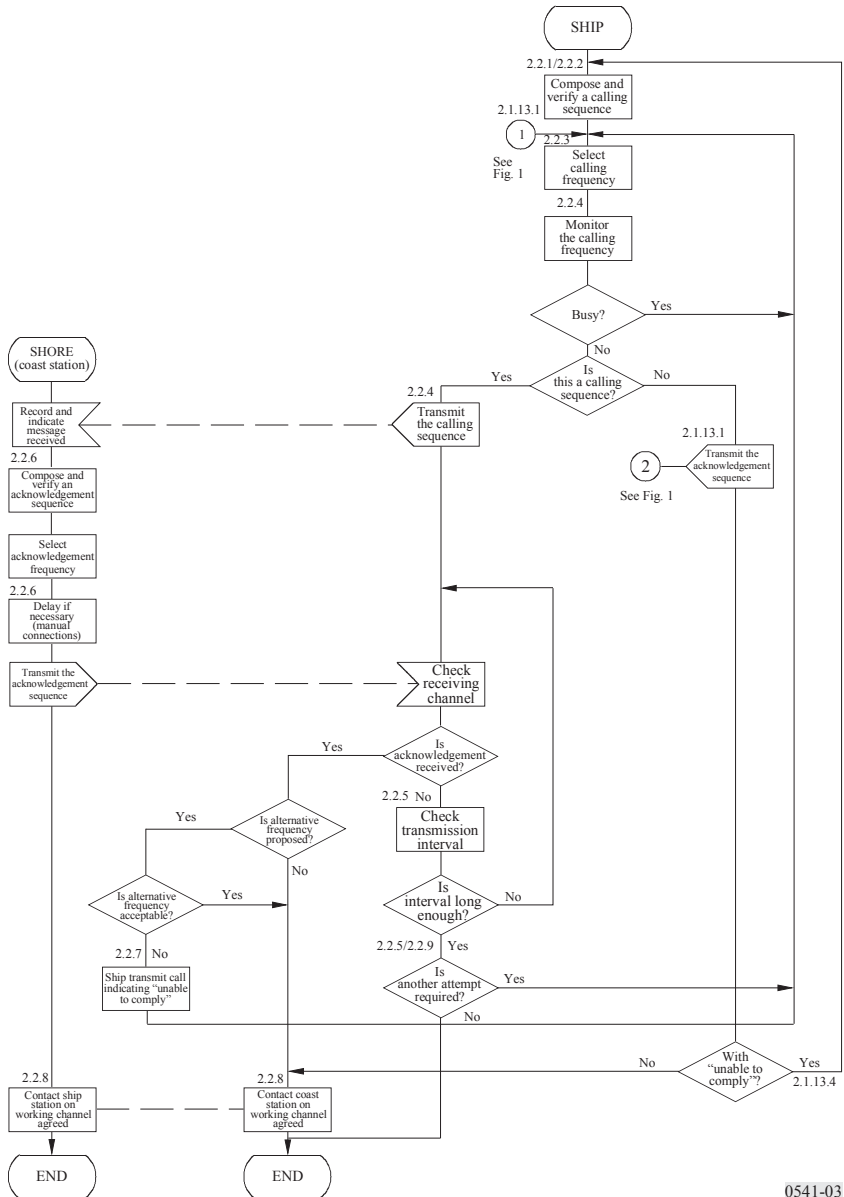 SHIP
2.2.1/2.2.2
Compose and
verify a calling
sequence
2.1.13.1
1
2.2.3
See
Fig. 1
Select
calling
frequency
2.2.4
Monitor
the calling
frequency
Busy?
Yes
No
Is
this a calling
sequence?
Yes
No
SHORE
(coast station)
2.2.4
Transmit
the calling
sequence
Record and
indicate
message
received
2.1.13.1
Transmit the
acknowledgement
sequence
2
See Fig. 1
2.2.6
Compose and
verify an
acknowledgement
sequence
Select
acknowledgement
frequency
2.2.6
Delay if
necessary
(manual
connections)
Transmit the
acknowledgement
sequence
Check
receiving
channel
Is
acknowledgement
received?
Yes
2.2.5 No
Check
transmission
interval
Is alternative
frequency
proposed?
Yes
No
Is alternative
frequency
acceptable?
Yes
Is
interval long
enough?
No
2.2.7 No
2.2.5/2.2.9 Yes
Ship transmit call
indicating “unable
to comply”
Is
another attempt
required?
Yes
No
With
“unable to
comply”?
No
Yes
2.1.13.4
2.2.8
Contact ship
station on
working channel
agreed
2.2.8
Contact coast
station on
working channel
agreed
END
END
0541-03